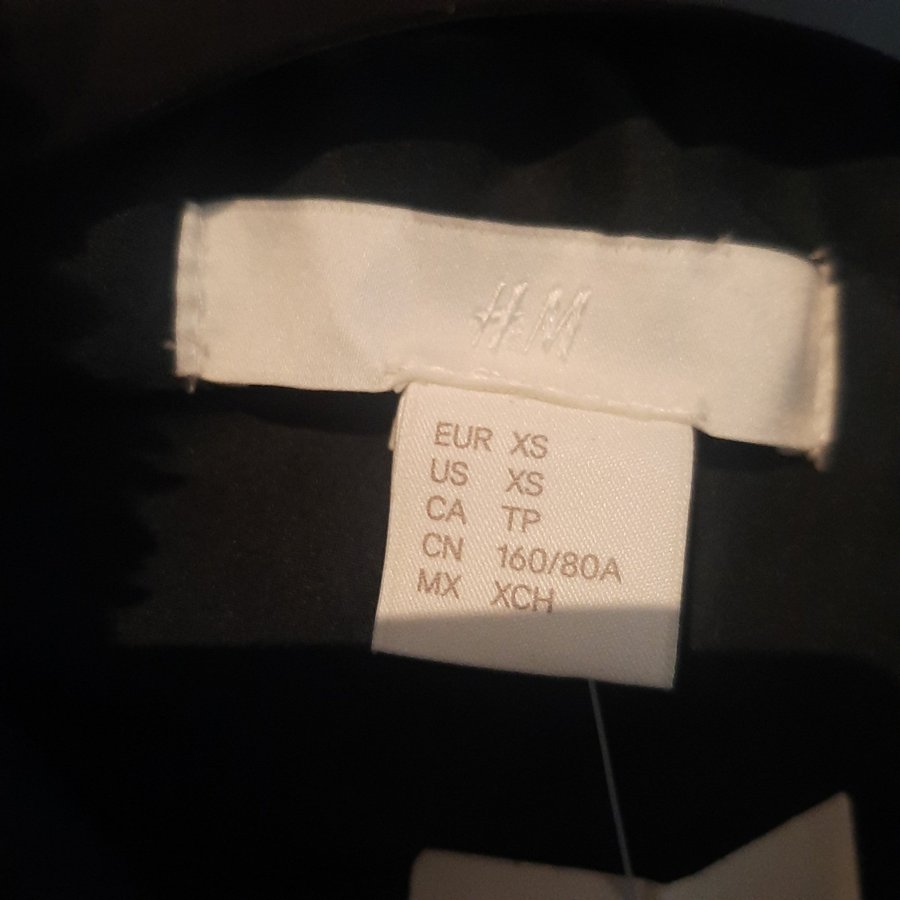 H&M
EUR XS
US XS
CA TP
CN 160/80A
MX XCH